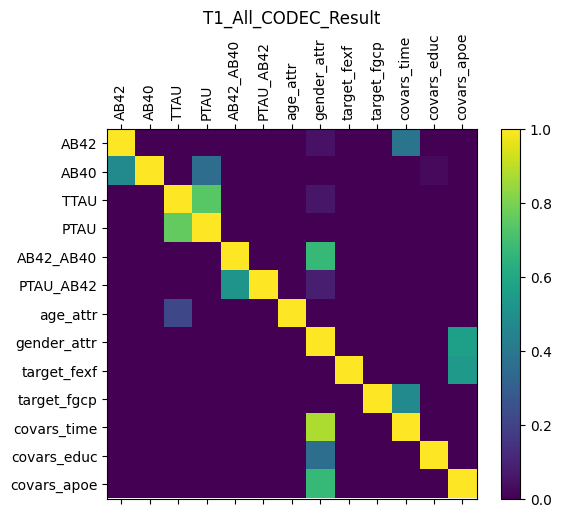 T1_All_CODEC_Result
AB42
AB40
TTAU
PTAU
AB42_AB40
PTAU_AB42
age_attr
gender_attr
target_fexf
target_fgcp
covars_time
covars_educ
covars_apoe
AB42
AB40
TTAU
PTAU
AB42_AB40
PTAU_AB42
age_attr
gender_attr
target_fexf
target_fgcp
covars_time
covars_educ
covars_apoe
1.0
0.8
0.6
0.4
0.2
0.0